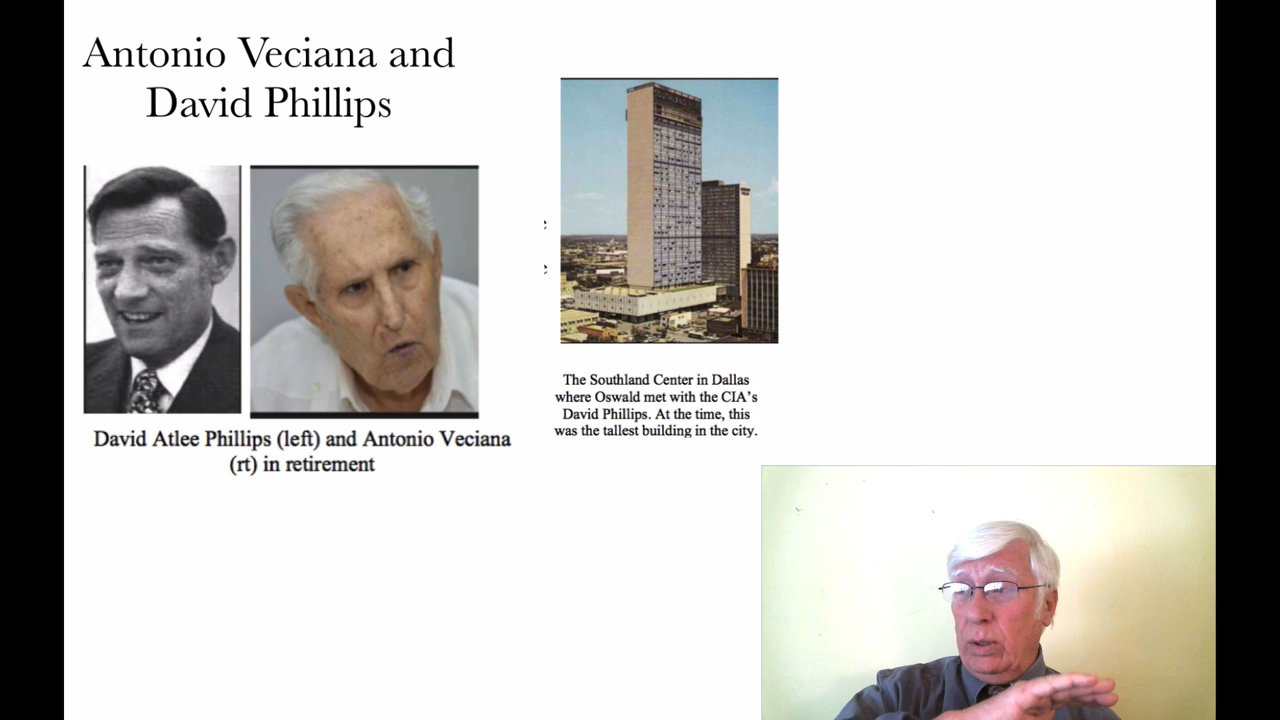 Antonio Veciana and
David Phillips
David Atlee Phillips (left) and Antonio Veciana
(rt) in retirement
e
e
SOUTHLAND
The Southland Center in Dallas
where Oswald met with the CIA's
David Phillips. At the time, this
was the tallest building in the city.